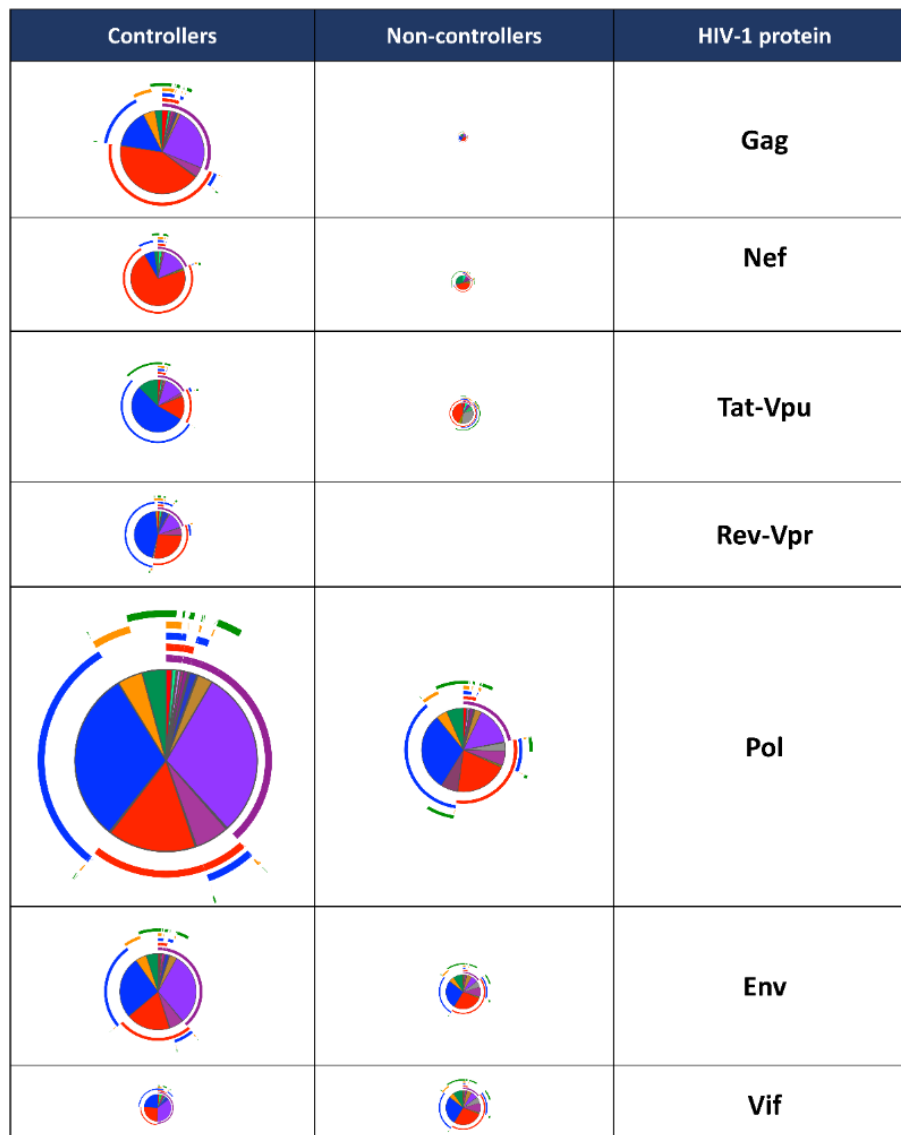 Controllers Non-controllers HIV-1 protein
Gag
Nef
Tat-Vpu
Rev-Vpr
Pol
Env
Vif